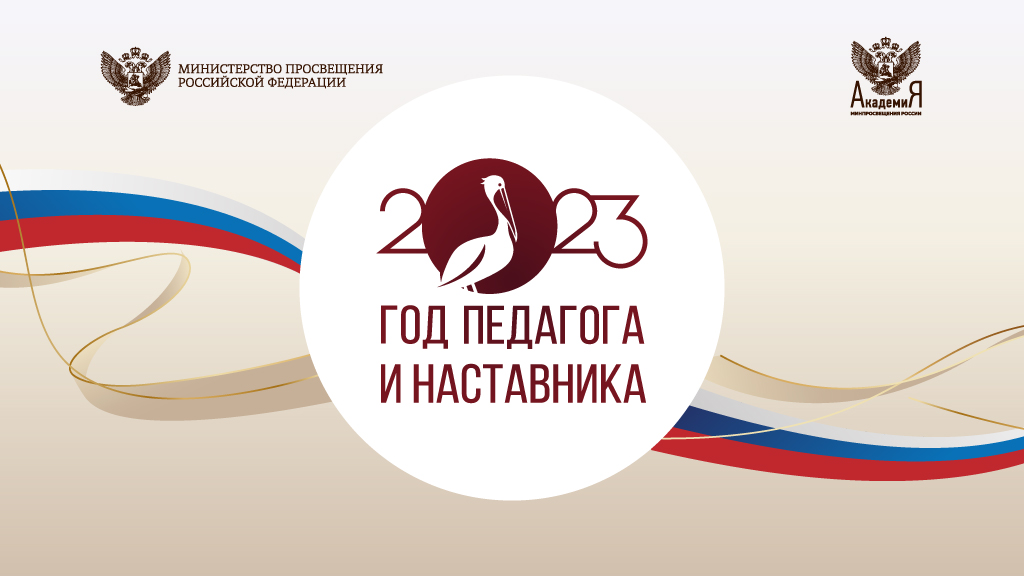 МИНИСТЕРСТВО ПРОСВЕЩЕНИЯ
РОССИЙСКОЙ ФЕДЕРАЦИИ
АкадемиЯ
МИНПРОСВЕЩЕНИЯ РОССИИ
2023
ГОД ПЕДАГОГА
И НАСТАВНИКА